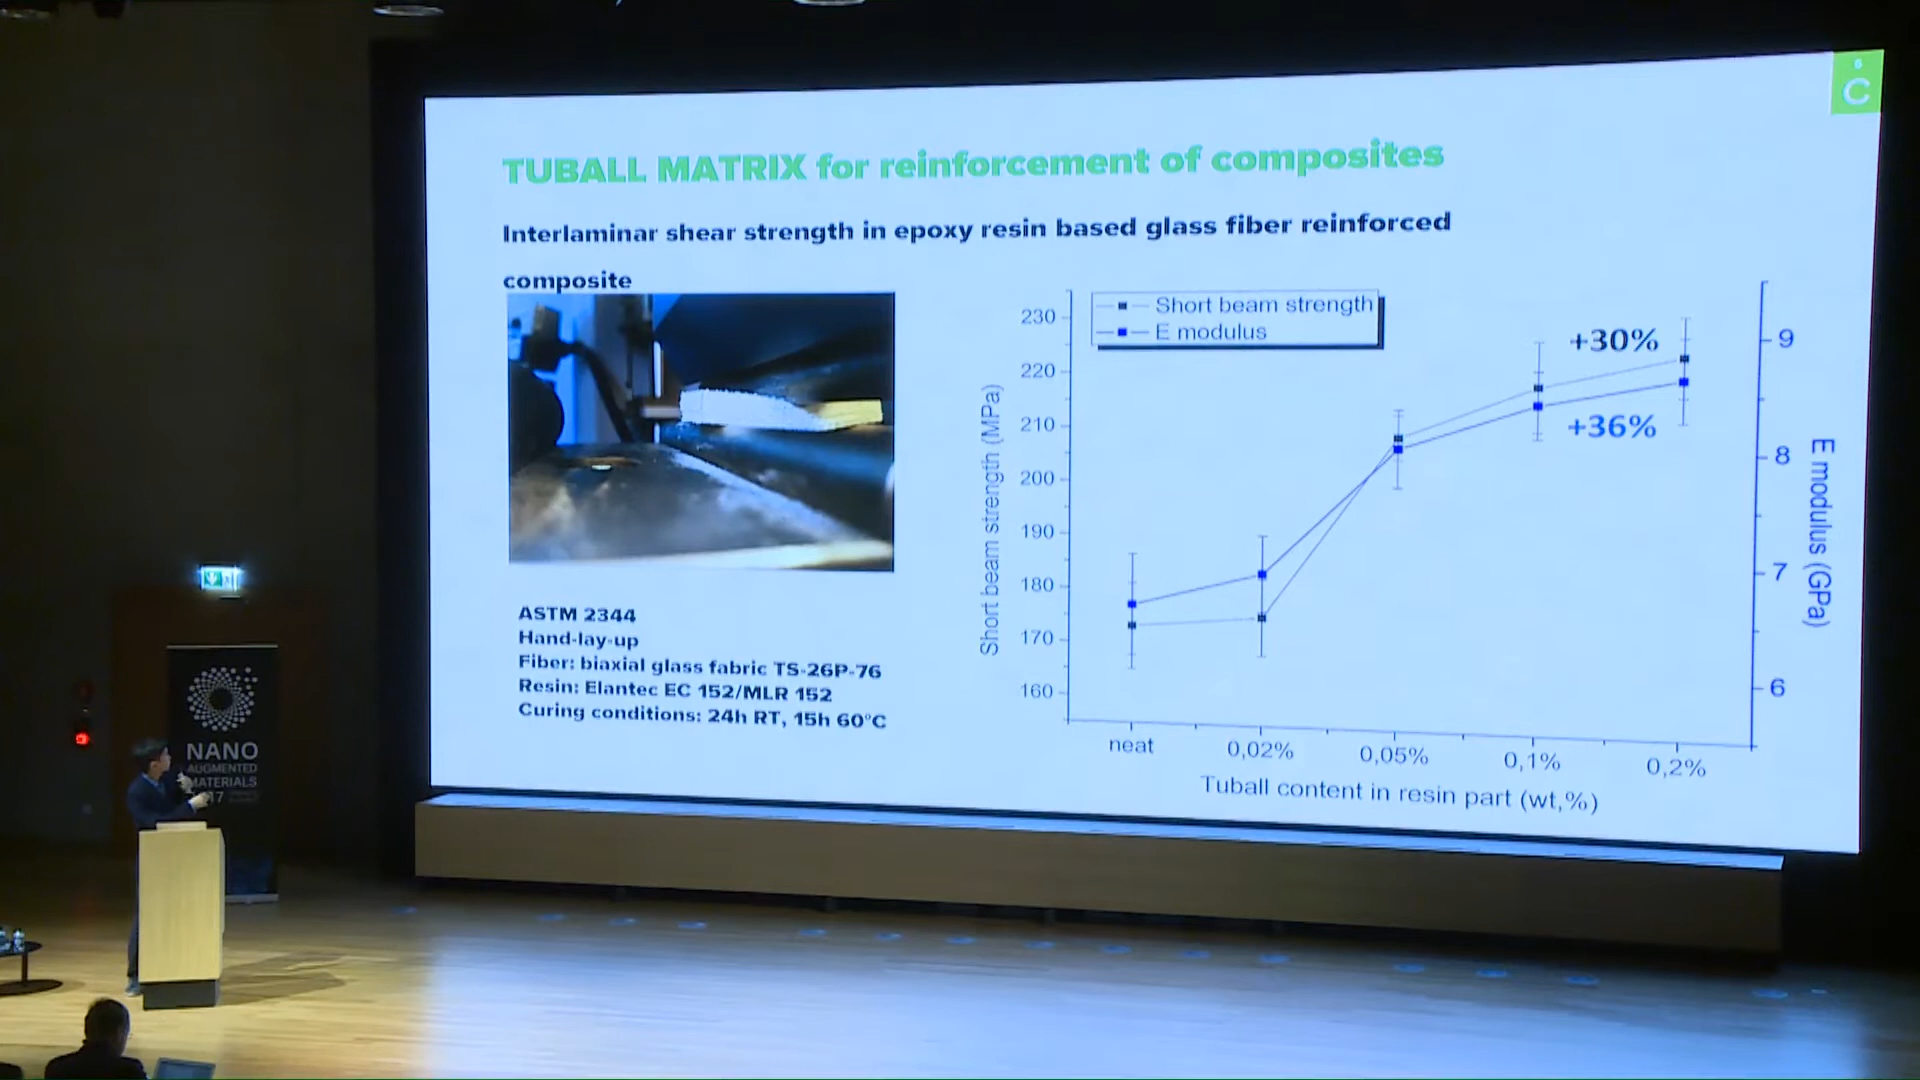 6
C
TUBALL MATRIX for reinforcement of composites
Interlaminar shear strength in epoxy resin based glass fiber reinforced
composite
ASTM 2344
Hand-lay-up
Fiber: biaxial glass fabric TS-26P-76
Resin: Elantec EC 152/MLR 152
Curing conditions: 24h RT, 15h 60°C
Short beam strength
E modulus
+30%
+36%
Short beam strength (MPa)
230
220
210
200
190
180
170
160
9
8
7
6
E modulus (GPa)
neat
0,02%
0,05%
0,1%
0,2%
Tuball content in resin part (wt,%)
NANO
AUGMENTED
MATERIALS
17